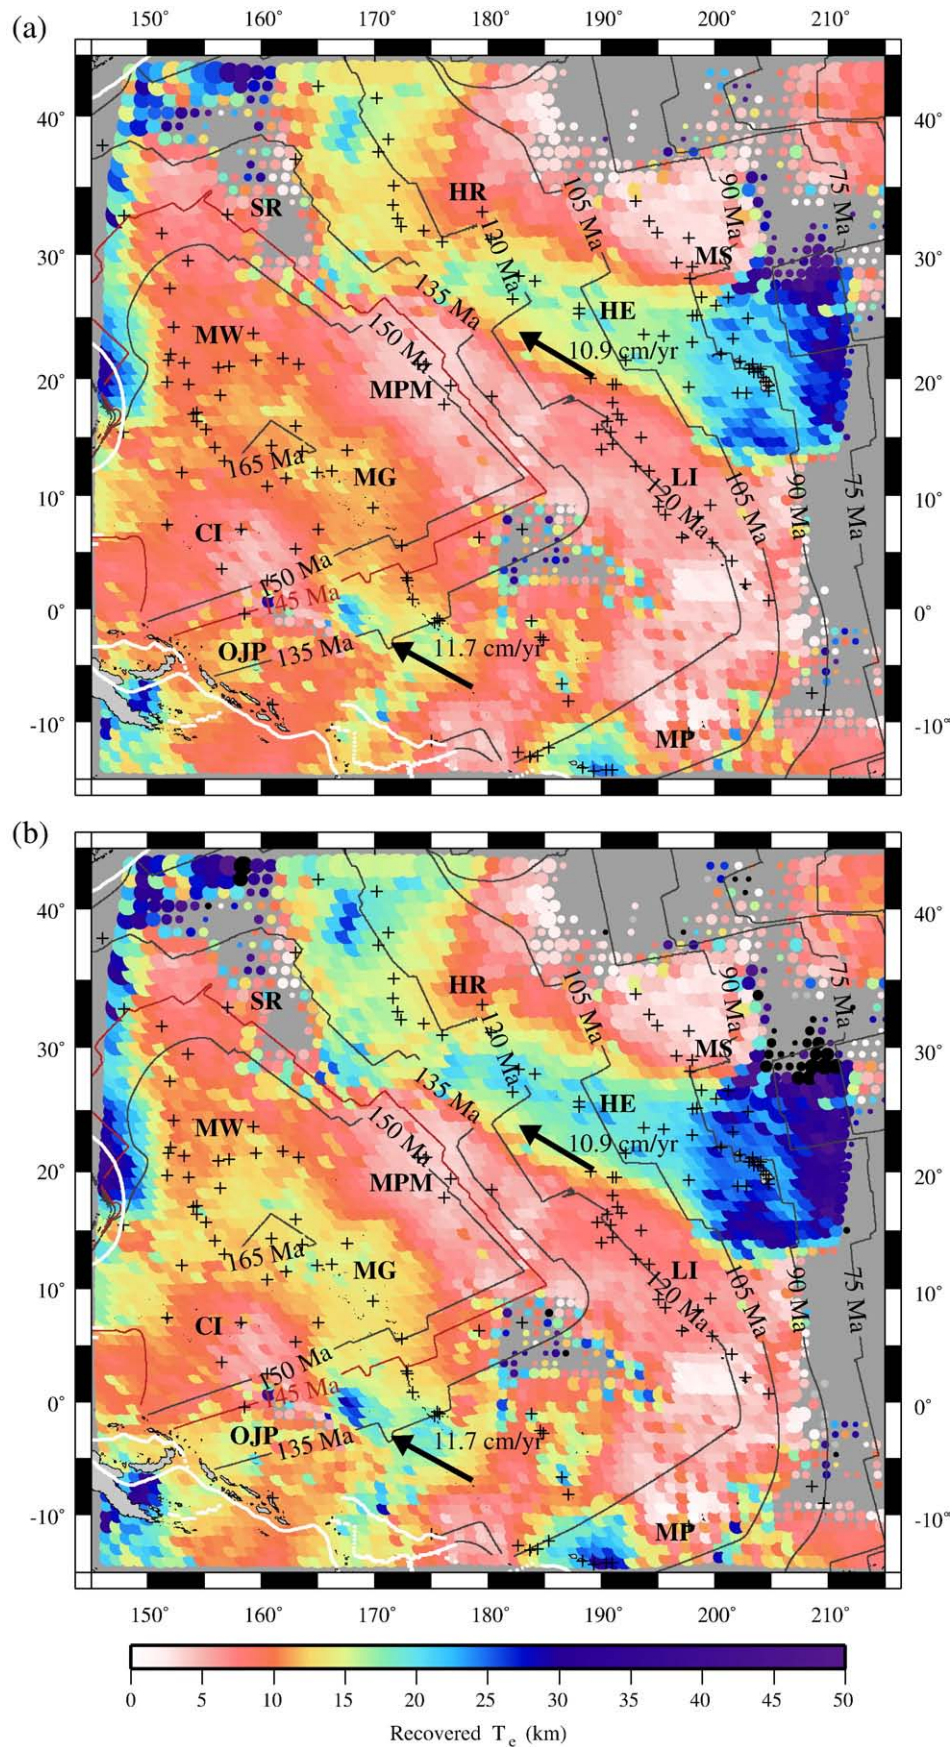 (a)
150° 160° 170° 180° 190° 200° 210°
40° 40°
HR
SR
105 Ma
90 Ma
75 Ma
120 Ma
30° MS 30°
135 Ma
HE
MW
150 Ma
10.9 cm/yr
20° MPM 20°
165 Ma
MG
LI
120 Ma
105 Ma
90 Ma
75 Ma
10° 10°
CI
150 Ma
145 Ma
0° 0°
OJP
135 Ma
11.7 cm/yr
-10° MP -10°
(b)
40° 40°
HR
SR
105 Ma
90 Ma
75 Ma
120 Ma
30° MS 30°
135 Ma
HE
MW
150 Ma
10.9 cm/yr
20° MPM 20°
165 Ma
MG
LI
120 Ma
105 Ma
90 Ma
75 Ma
10° 10°
CI
150 Ma
145 Ma
0° 0°
OJP
135 Ma
11.7 cm/yr
-10° MP -10°
150° 160° 170° 180° 190° 200° 210°
0 5 10 15 20 25 30 35 40 45 50
Recovered Te (km)